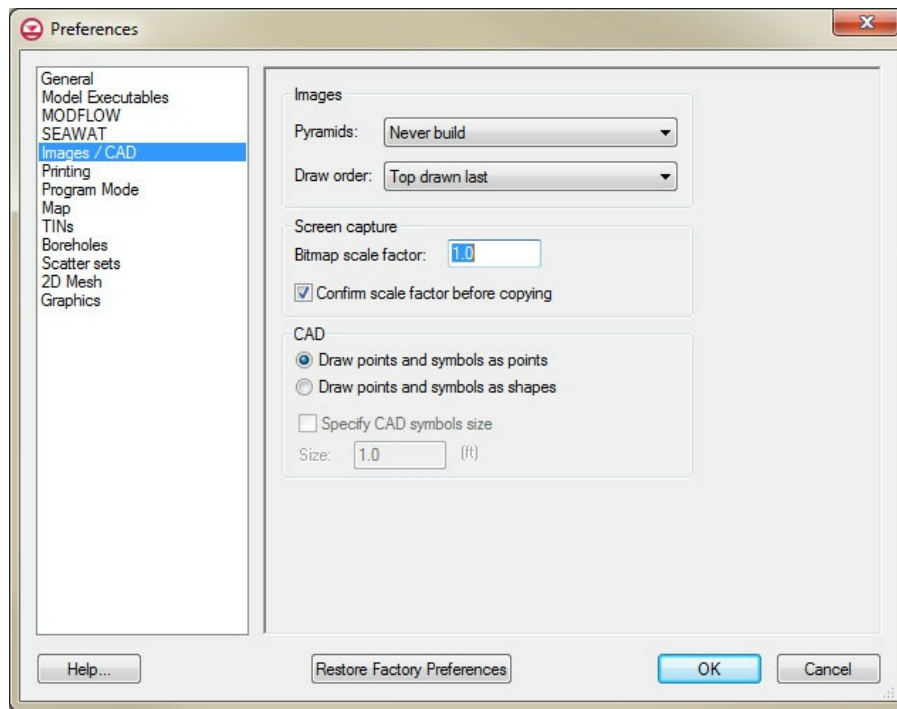 Preferences
General
Model Executables
MODFLOW
SEAWAT
Images / CAD
Printing
Program Mode
Map
TINs
Boreholes
Scatter sets
2D Mesh
Graphics
Images
Pyramids: Never build
Draw order: Top drawn last
Screen capture
Bitmap scale factor: 1.0
Confirm scale factor before copying
CAD
Draw points and symbols as points
Draw points and symbols as shapes
Specify CAD symbols size
Size: 1.0 (ft)
Help... Restore Factory Preferences OK Cancel